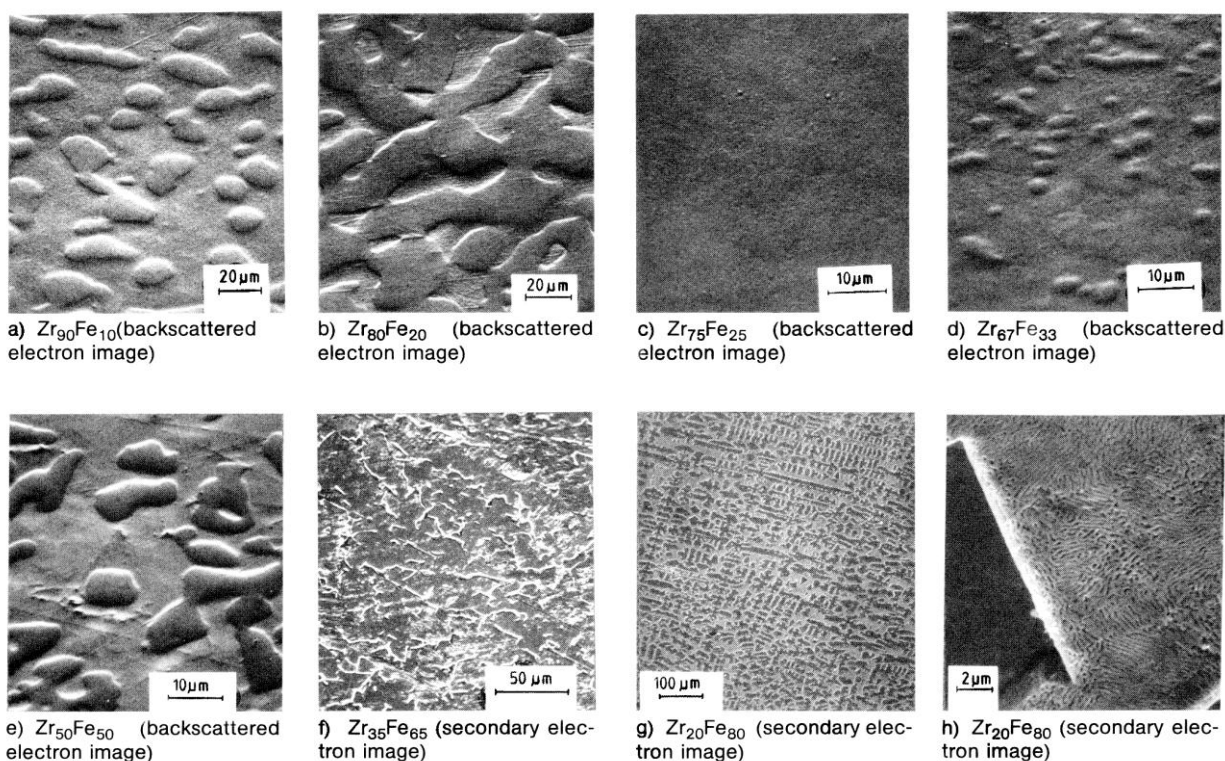 20 µm
20 µm
10 µm
10 µm
a) Zr90Fe10(backscattered
electron image)
b) Zr80Fe20 (backscattered
electron image)
c) Zr75Fe25 (backscattered
electron image)
d) Zr67Fe33 (backscattered
electron image)
10 µm
50 µm
100 µm
2 µm
e) Zr50Fe50 (backscattered
electron image)
f) Zr35Fe65 (secondary elec-
tron image)
g) Zr20Fe80 (secondary elec-
tron image)
h) Zr20Fe80 (secondary elec-
tron image)